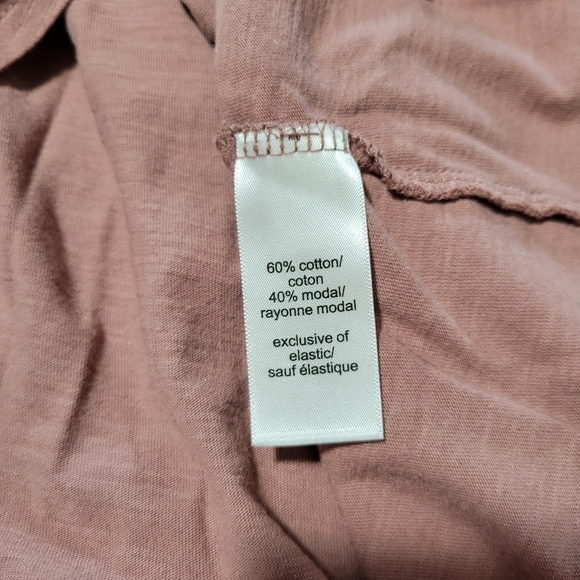 60% cotton/
coton
40% modal/
rayonne modal
exclusive of
elastic/
sauf élastique